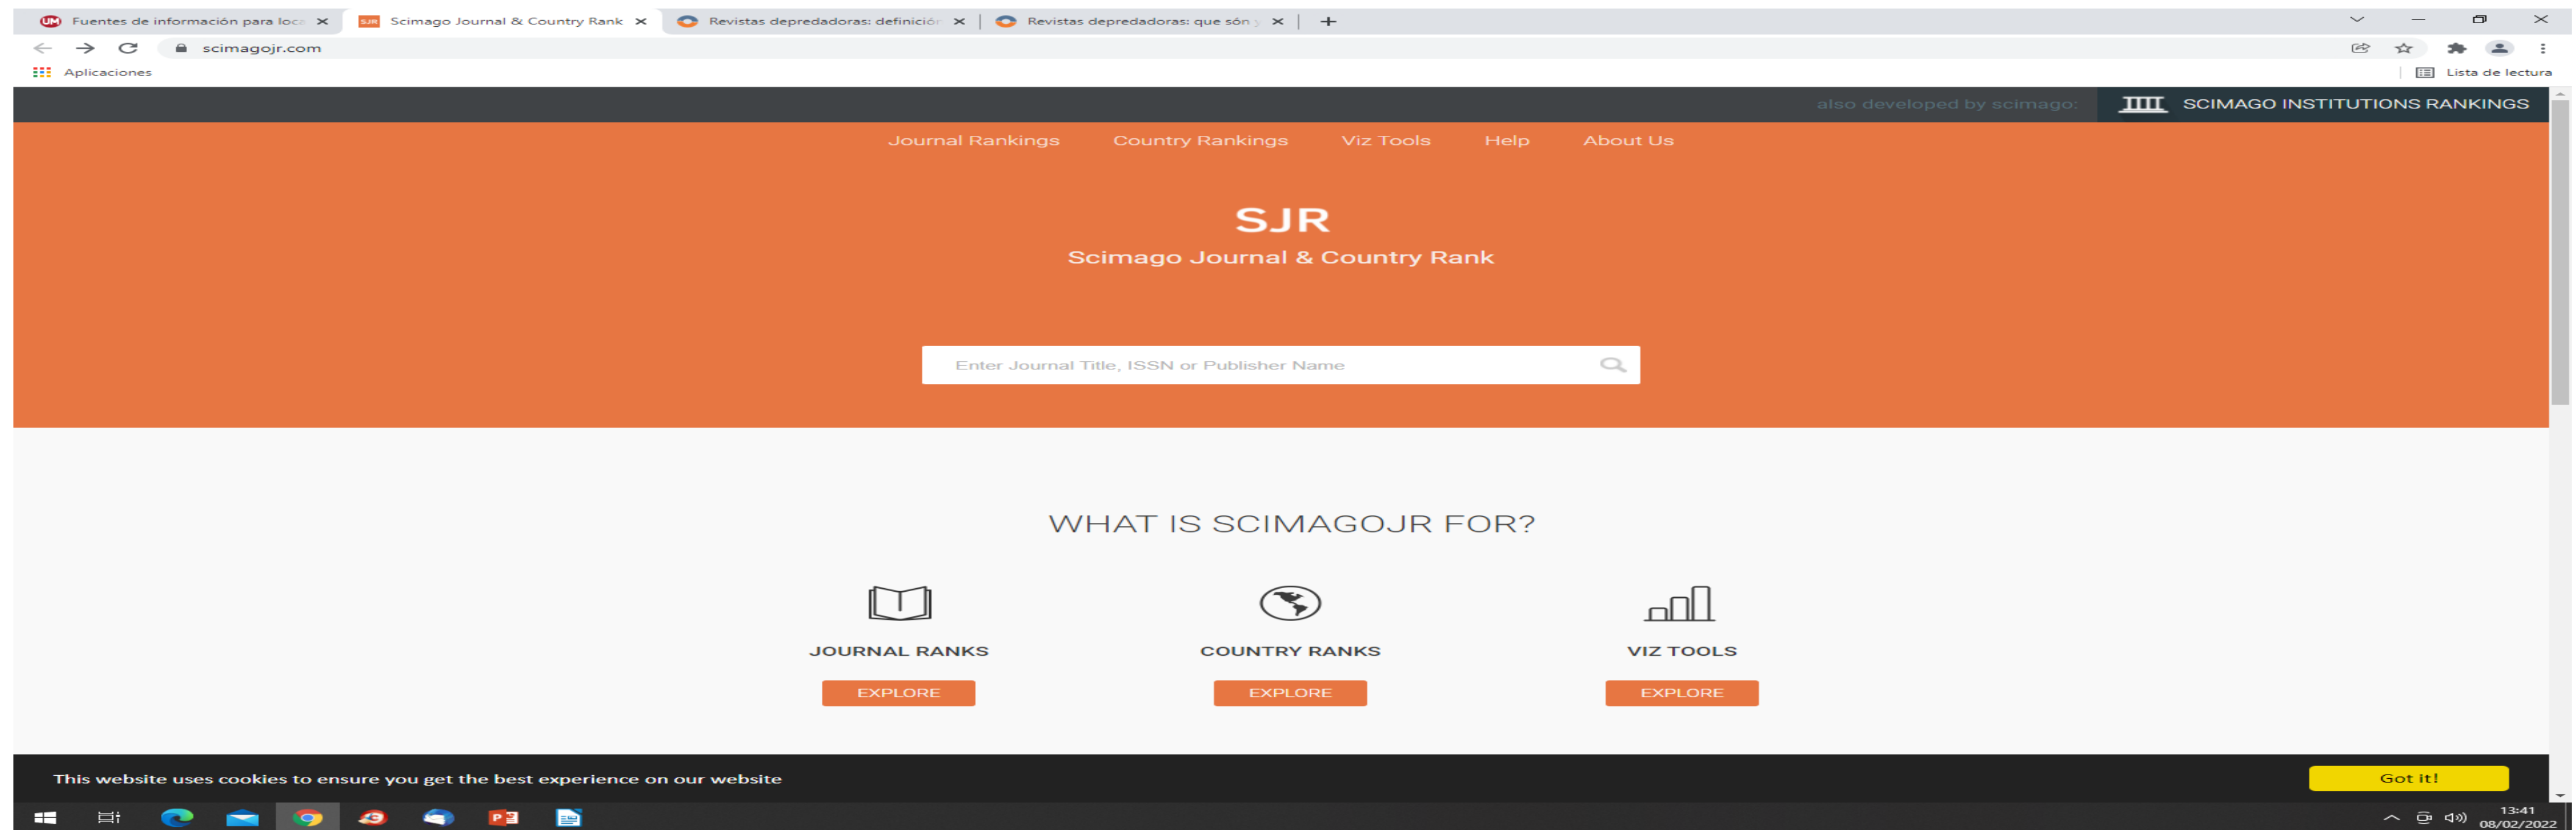 UM Fuentes de información para loca
SJR Scimago Journal & Country Rank
Revistas depredadoras: definición
Revistas depredadoras: que són y
scimagojr.com
Aplicaciones
Lista de lectura
also developed by scimago:
SCIMAGO INSTITUTIONS RANKINGS
Journal Rankings Country Rankings Viz Tools Help About Us
SJR
Scimago Journal & Country Rank
Enter Journal Title, ISSN or Publisher Name
WHAT IS SCIMAGOJR FOR?
JOURNAL RANKS COUNTRY RANKS VIZ TOOLS
EXPLORE EXPLORE EXPLORE
This website uses cookies to ensure you get the best experience on our website
Got it!
13:41
08/02/2022